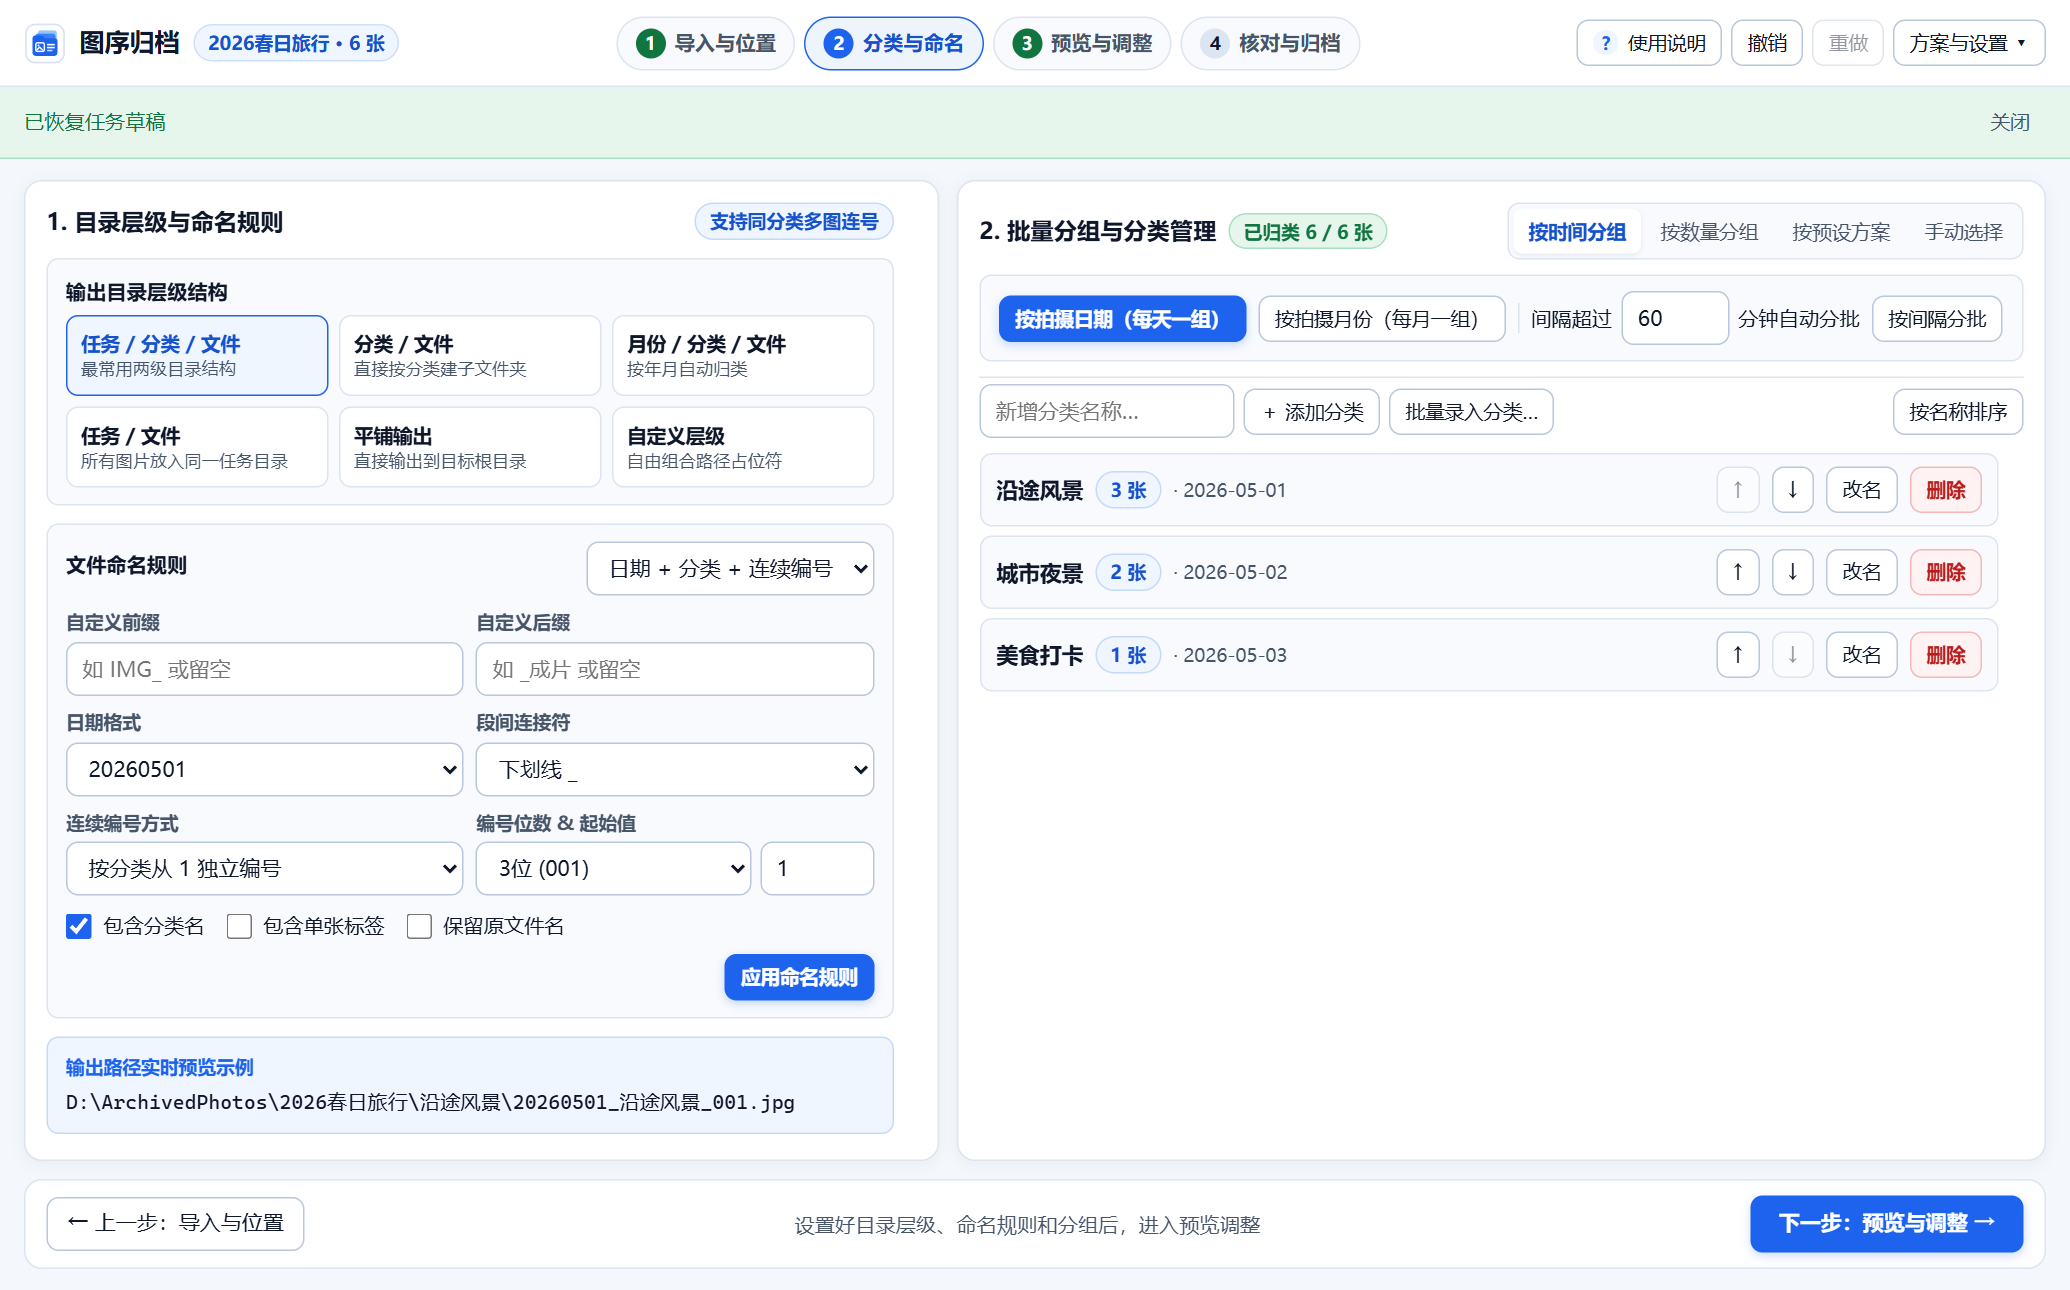 图序归档
2026春日旅行 • 6 张
1 导入与位置
2 分类与命名
3 预览与调整
4 核对与归档
? 使用说明
撤销
重做
方案与设置 ▾
已恢复任务草稿
关闭
1. 目录层级与命名规则
支持同分类多图连号
输出目录层级结构
任务 / 分类 / 文件
最常用两级目录结构
分类 / 文件
直接按分类建子文件夹
月份 / 分类 / 文件
按年月自动归类
任务 / 文件
所有图片放入同一任务目录
平铺输出
直接输出到目标根目录
自定义层级
自由组合路径占位符
文件命名规则
日期 + 分类 + 连续编号
自定义前缀
自定义后缀
如 IMG_ 或留空
如 _成片 或留空
日期格式
段间连接符
20260501
下划线 _
连续编号方式
编号位数 & 起始值
按分类从 1 独立编号
3位 (001)
1
包含分类名
包含单张标签
保留原文件名
应用命名规则
输出路径实时预览示例
D:\ArchivedPhotos\2026春日旅行\沿途风景\20260501_沿途风景_001.jpg
2. 批量分组与分类管理
已归类 6 / 6 张
按时间分组
按数量分组
按预设方案
手动选择
按拍摄日期（每天一组）
按拍摄月份（每月一组）
间隔超过
60
分钟自动分批
按间隔分批
新增分类名称...
+ 添加分类
批量录入分类...
按名称排序
沿途风景 3 张 · 2026-05-01
↑ ↓ 改名 删除
城市夜景 2 张 · 2026-05-02
↑ ↓ 改名 删除
美食打卡 1 张 · 2026-05-03
↑ ↓ 改名 删除
← 上一步：导入与位置
设置好目录层级、命名规则和分组后，进入预览调整
下一步：预览与调整 →